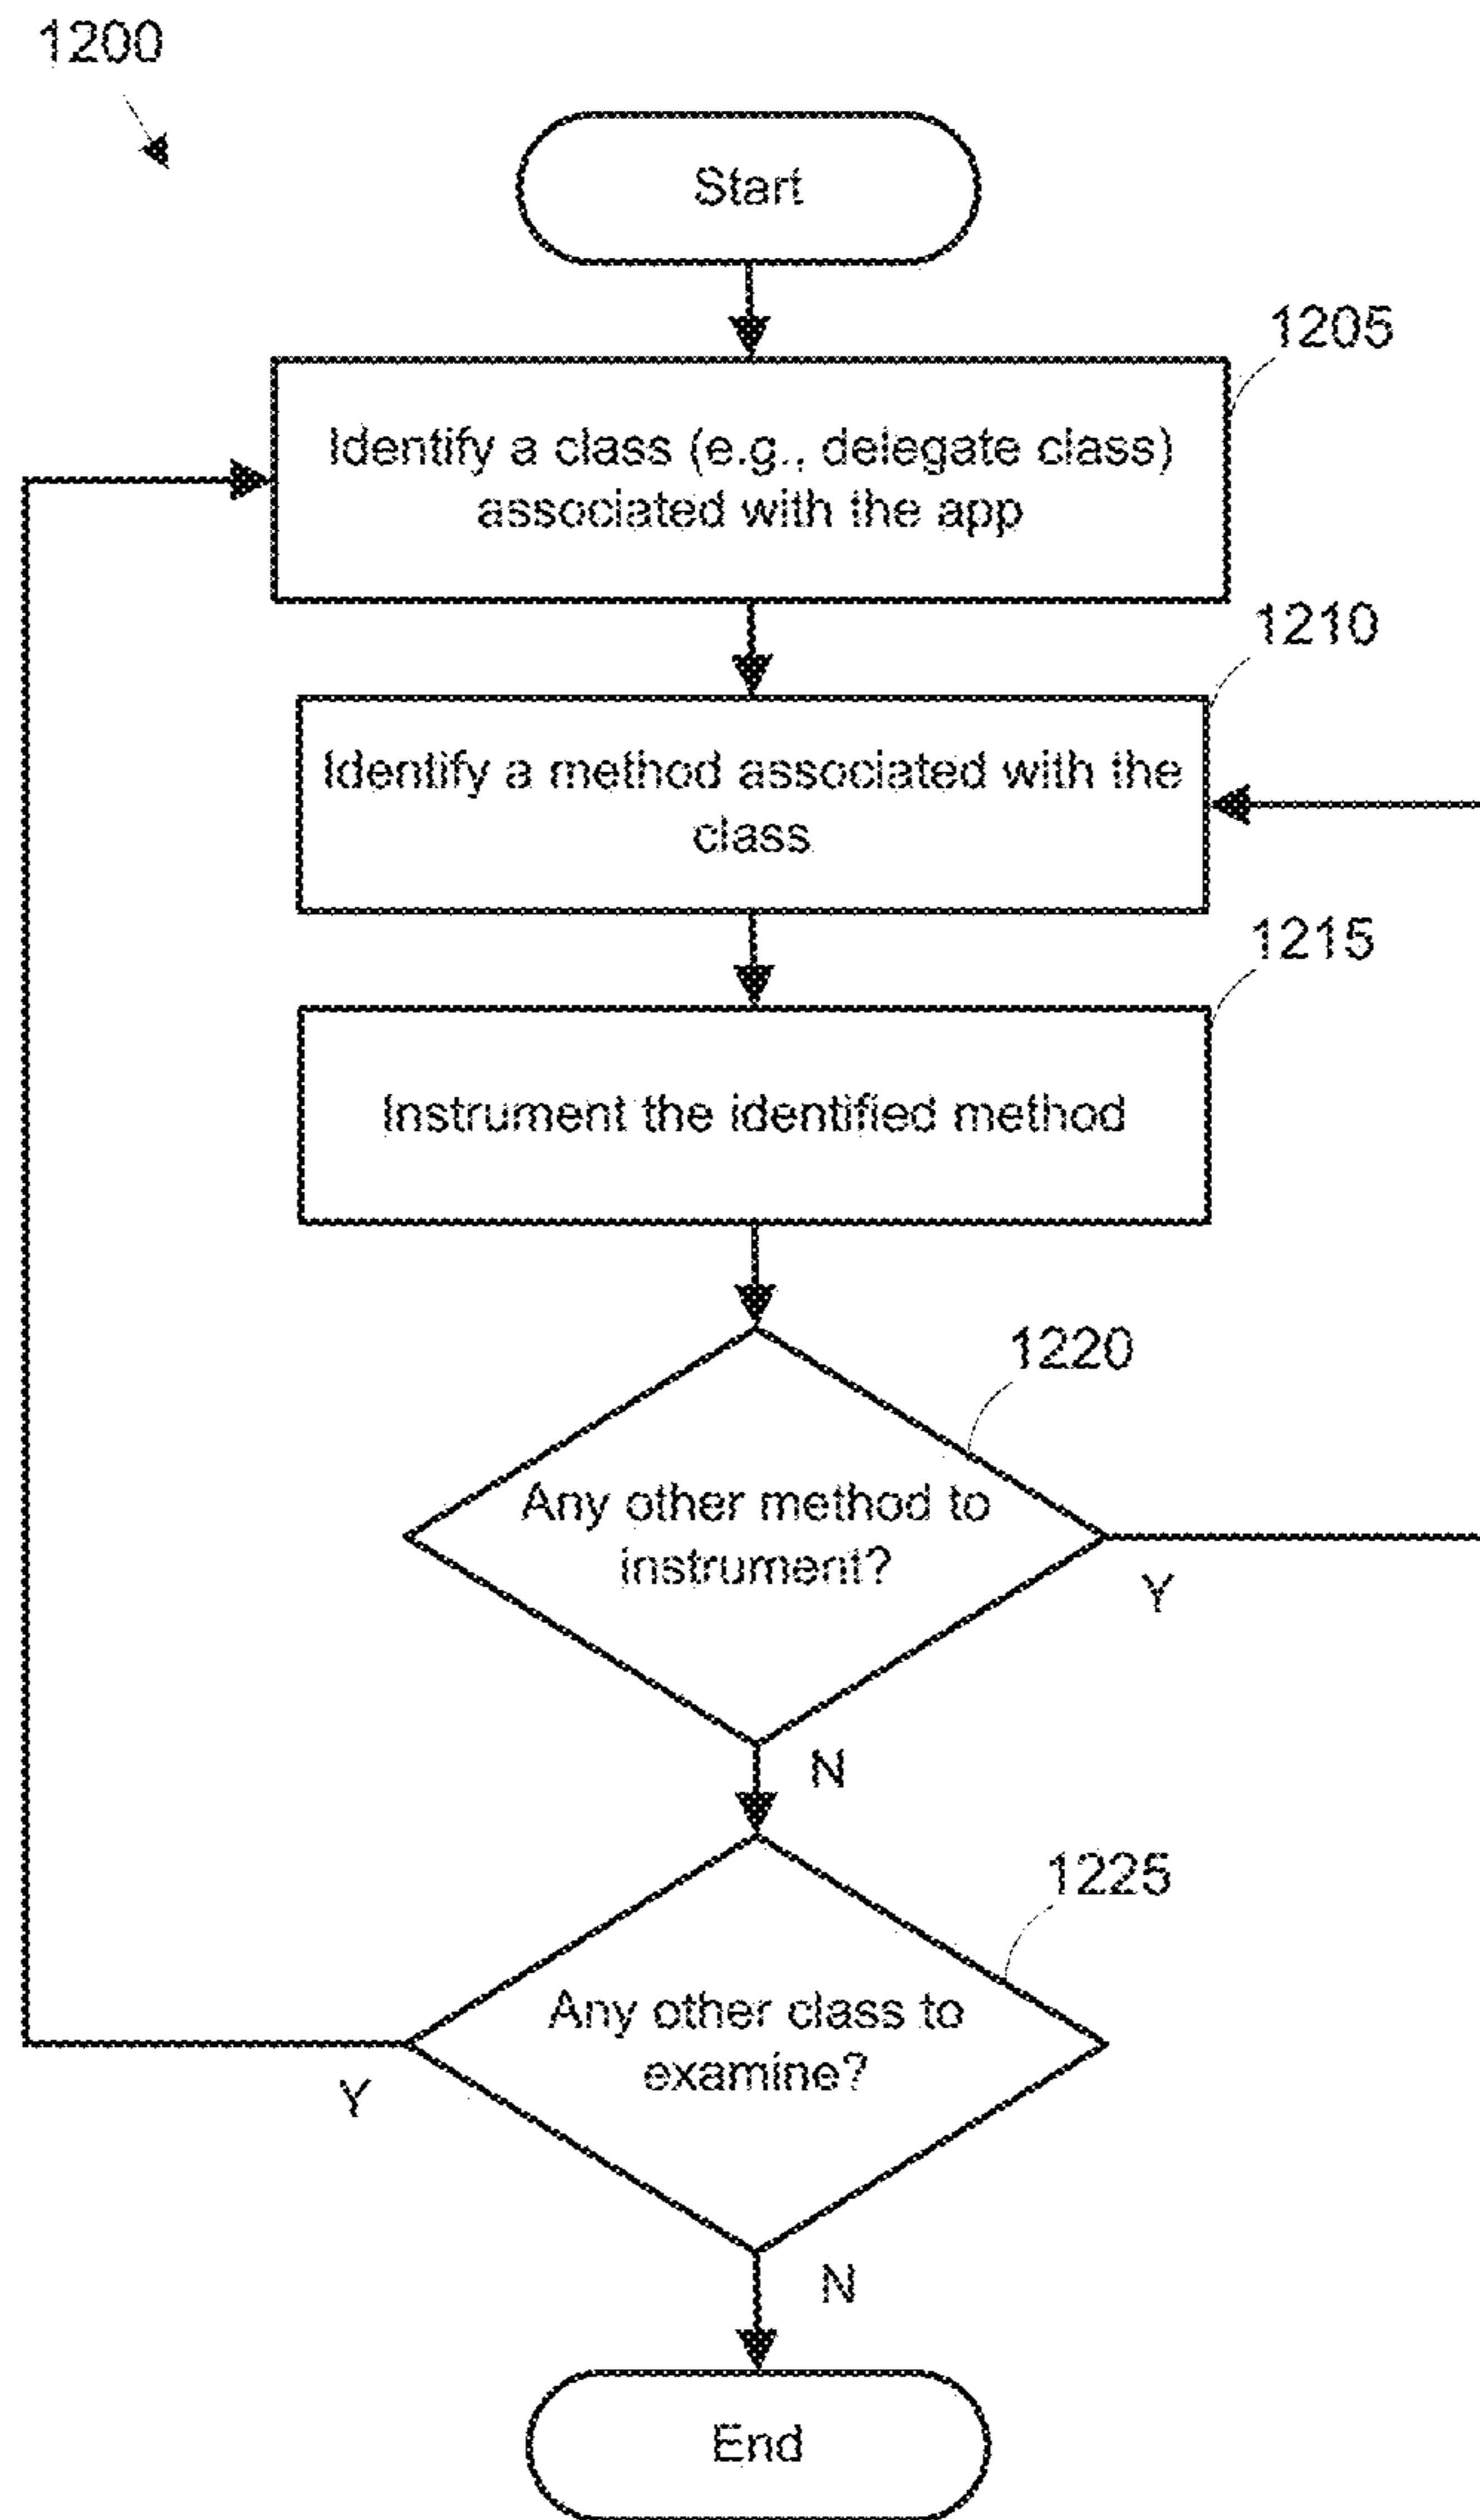 1200
Start
1205
Identify a class (e.g., delegate class)
associated with the app
1210
Identify a method associated with the
class
1215
Instrument the identified method
1220
Any other method to
instrument?
Y
N
1225
Any other class to
examine?
Y
N
End